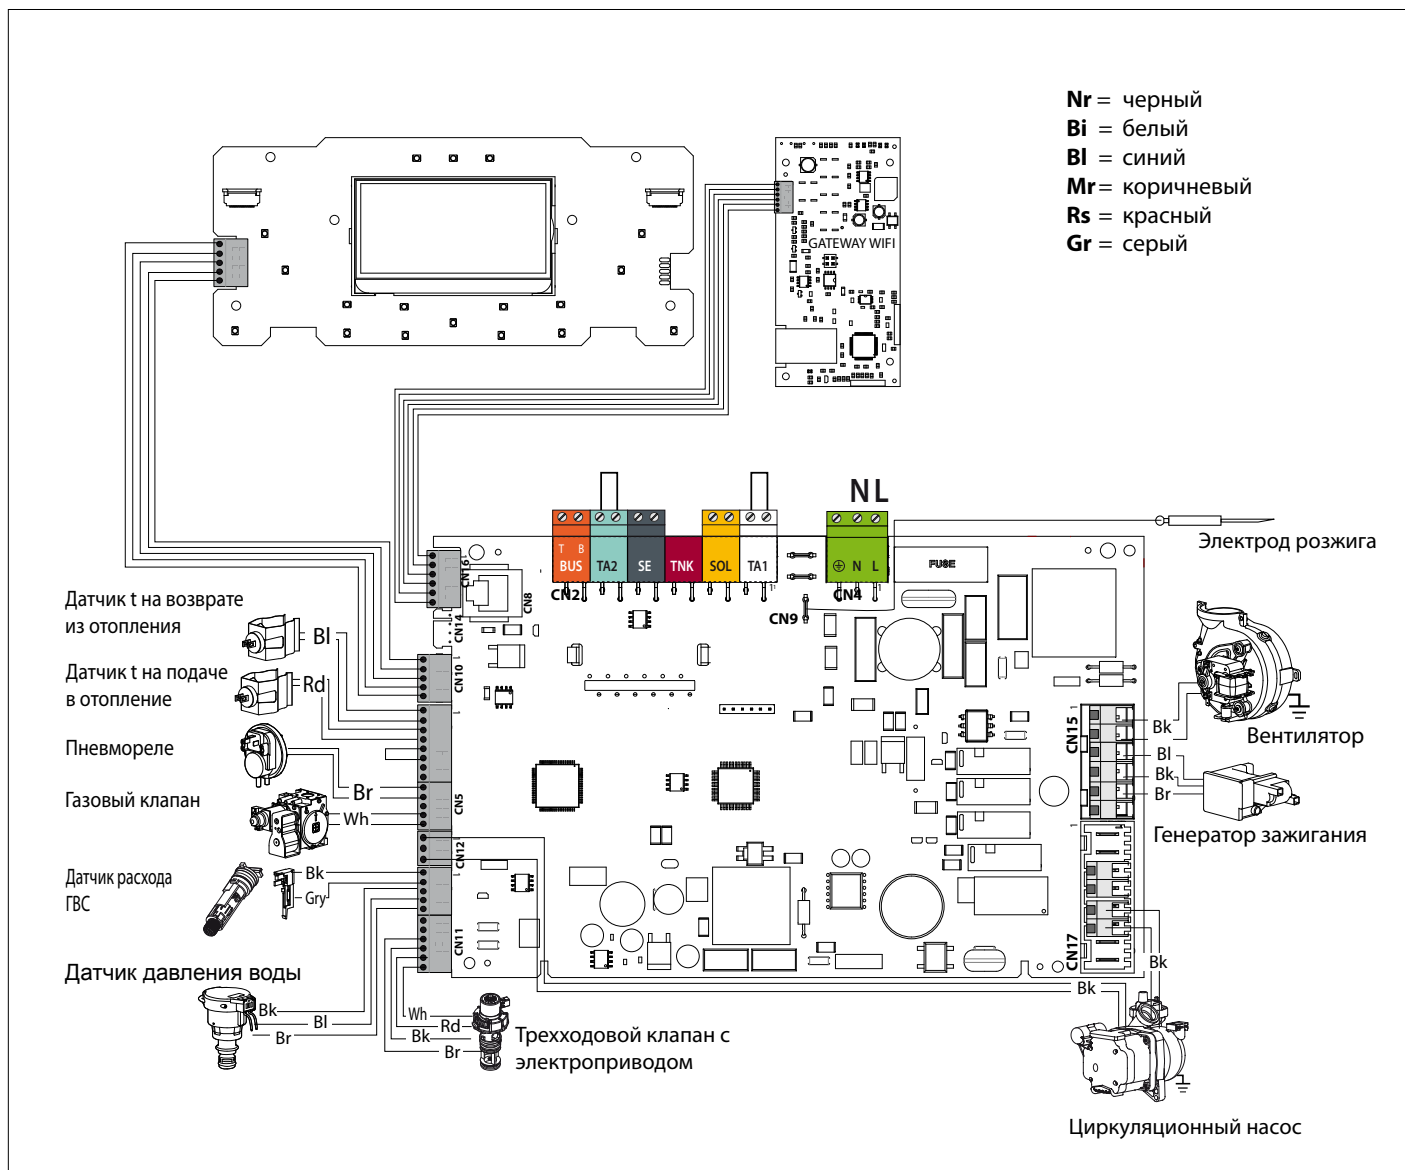 Nr = черный
Bi = белый
Bl = синий
Mr = коричневый
Rs = красный
Gr = серый
GATEWAY WIFI
N L
Электрод розжига
T B
BUS TA2 SE TNK SOL TA1
N L
FUSE
CN2
CN4
CN9
CN16
CN8
CN14
CN10
CN5
CN12
CN11
CN15
CN17
Датчик t на возврате
из отопления
Bl
Датчик t на подаче
в отопление
Rd
Пневмореле
Br
Газовый клапан
Wh
Датчик расхода
ГВС
Bk
Gry
Датчик давления воды
Bk
Bl
Br
Wh
Rd
Bk
Br
Трехходовой клапан с
электроприводом
Bk
Вентилятор
Bl
Bk
Br
Генератор зажигания
Bk
Bk
Циркуляционный насос